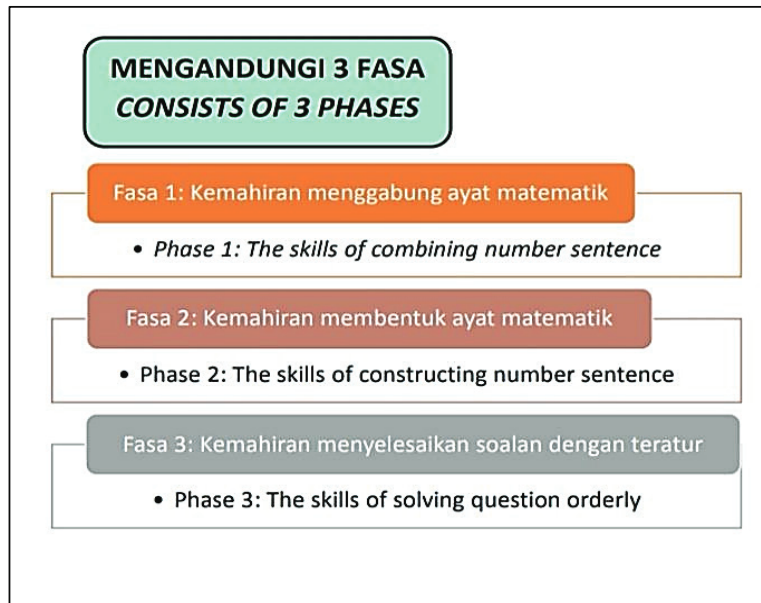 MENGANDUNGI 3 FASA
CONSISTS OF 3 PHASES
Fasa 1: Kemahiran menggabung ayat matematik
• Phase 1: The skills of combining number sentence
Fasa 2: Kemahiran membentuk ayat matematik
• Phase 2: The skills of constructing number sentence
Fasa 3: Kemahiran menyelesaikan soalan dengan teratur
• Phase 3: The skills of solving question orderly